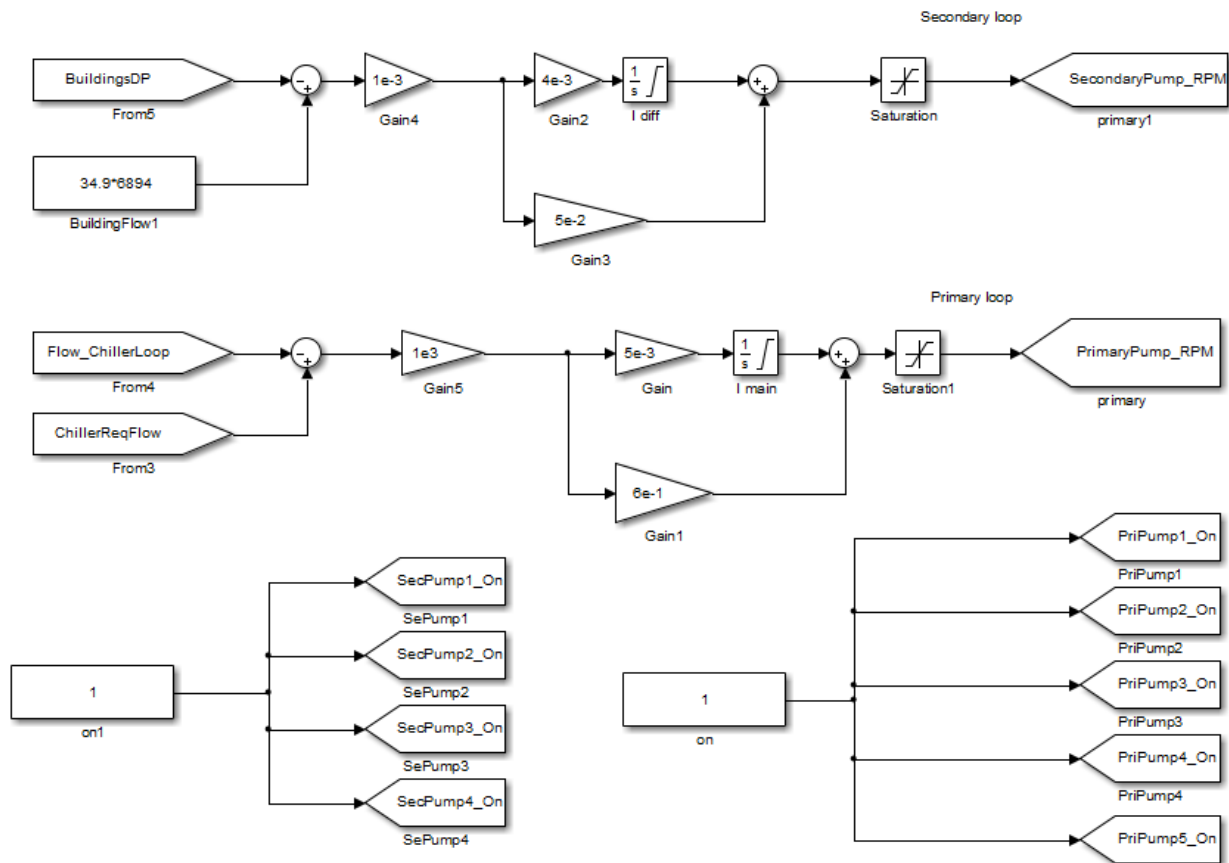 Secondary loop
BuildingsDP
From5
− +
1e-3
Gain4
4e-3
Gain2
1
s
I diff
+ +
Saturation
SecondaryPump_RPM
primary1
34.9*6894
BuildingFlow1
5e-2
Gain3
Primary loop
Flow_ChillerLoop
From4
− +
1e3
Gain5
5e-3
Gain
1
s
I main
+ +
Saturation1
PrimaryPump_RPM
primary
ChillerReqFlow
From3
6e-1
Gain1
1
on1
SecPump1_On
SePump1
SecPump2_On
SePump2
SecPump3_On
SePump3
SecPump4_On
SePump4
1
on
PriPump1_On
PriPump1
PriPump2_On
PriPump2
PriPump3_On
PriPump3
PriPump4_On
PriPump4
PriPump5_On